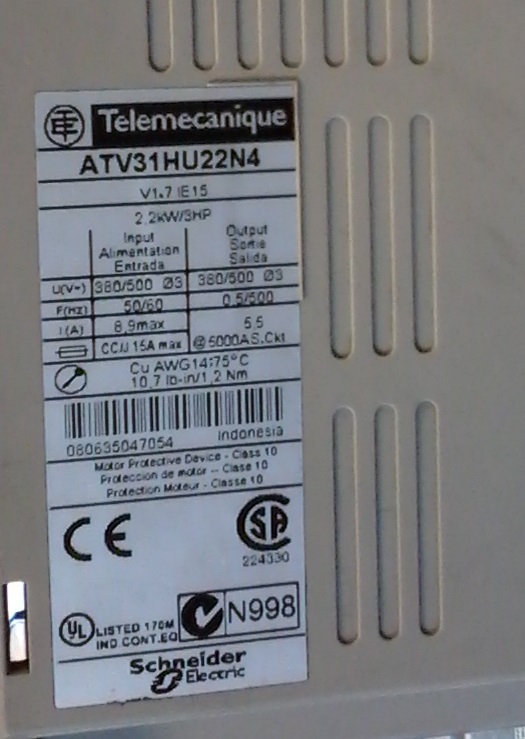 Telemecanique
ATV31HU22N4
V1.7 IE15
2.2kW/3HP
Input Output
Alimentation Sortie
Entrada Salida
U(V~) 380/500 Ø3 380/500 Ø3
F(Hz) 50/60 0,5/500
I(A) 8,9max 5,5
CC/J 15A max @5000AS.Ckt
Cu AWG14:75°C
10,7 lb-in/1,2 Nm
080635047054 Indonesia
Motor Protective Device - Class 10
Proteccion de motor - Clase 10
Protection Moteur - Classe 10
CE SA
224330
UL LISTED 170M N998
IND CONT.EQ
Schneider
Electric